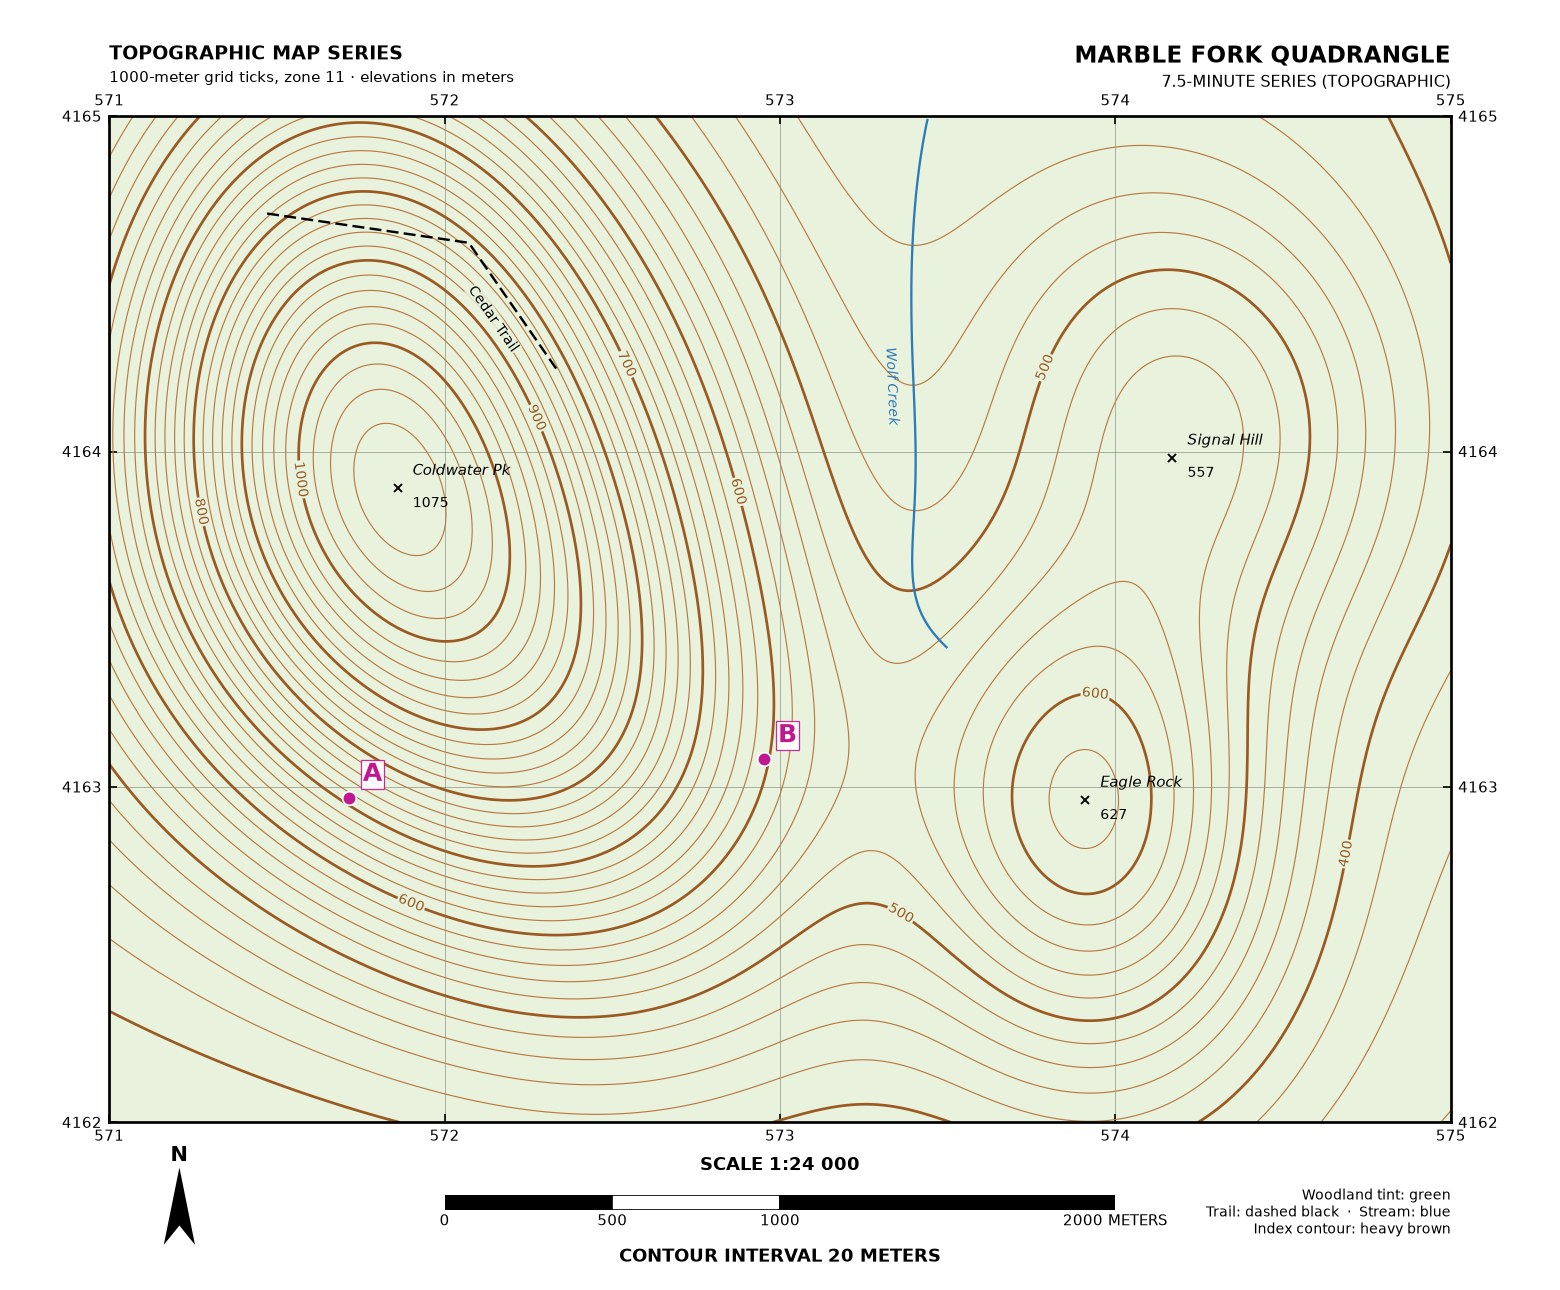 TOPOGRAPHIC MAP SERIES
1000-meter grid ticks, zone 11 · elevations in meters
MARBLE FORK QUADRANGLE
7.5-MINUTE SERIES (TOPOGRAPHIC)
571
572
573
574
575
4165
4165
Cedar Trail
700
Wolf Creek
500
900
4164
4164
Signal Hill
557
Coldwater Pk
1075
1000
600
800
600
B
A
4163
4163
Eagle Rock
627
400
600
500
4162
4162
571
572
573
574
575
N
SCALE 1:24 000
0
500
1000
2000 METERS
CONTOUR INTERVAL 20 METERS
Woodland tint: green
Trail: dashed black · Stream: blue
Index contour: heavy brown